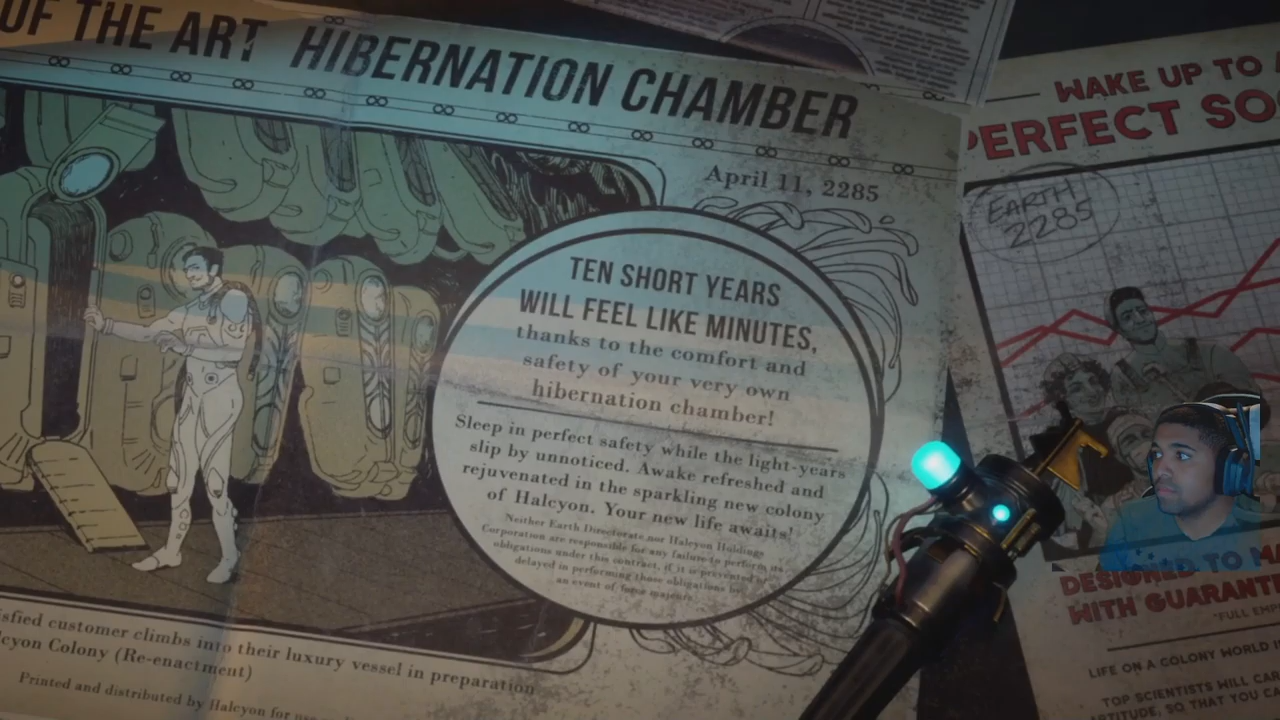 OF THE ART HIBERNATION CHAMBER
April 11, 2285
TEN SHORT YEARS
WILL FEEL LIKE MINUTES,
thanks to the comfort and
safety of your very own
hibernation chamber!
Sleep in perfect safety while the light-years
slip by unnoticed. Awake refreshed and
rejuvenated in the sparkling new colony
of Halcyon. Your new life awaits!
Neither Earth Directorate nor Halcyon Holdings
Corporation are responsible for any failure to perform its
obligations under this contract, if it is prevented or
delayed in performing those obligations by
an event of force majeure.
isfied customer climbs into their luxury vessel in preparation
lcyon Colony (Re-enactment)
Printed and distributed by Halcyon for
WAKE UP TO A
PERFECT SO
EARTH
2285
DESIGNED TO
WITH GUARANT
"FULL EMP
LIFE ON A COLONY WORLD
TOP SCIENTISTS WILL CAR
SO THAT YOU CA